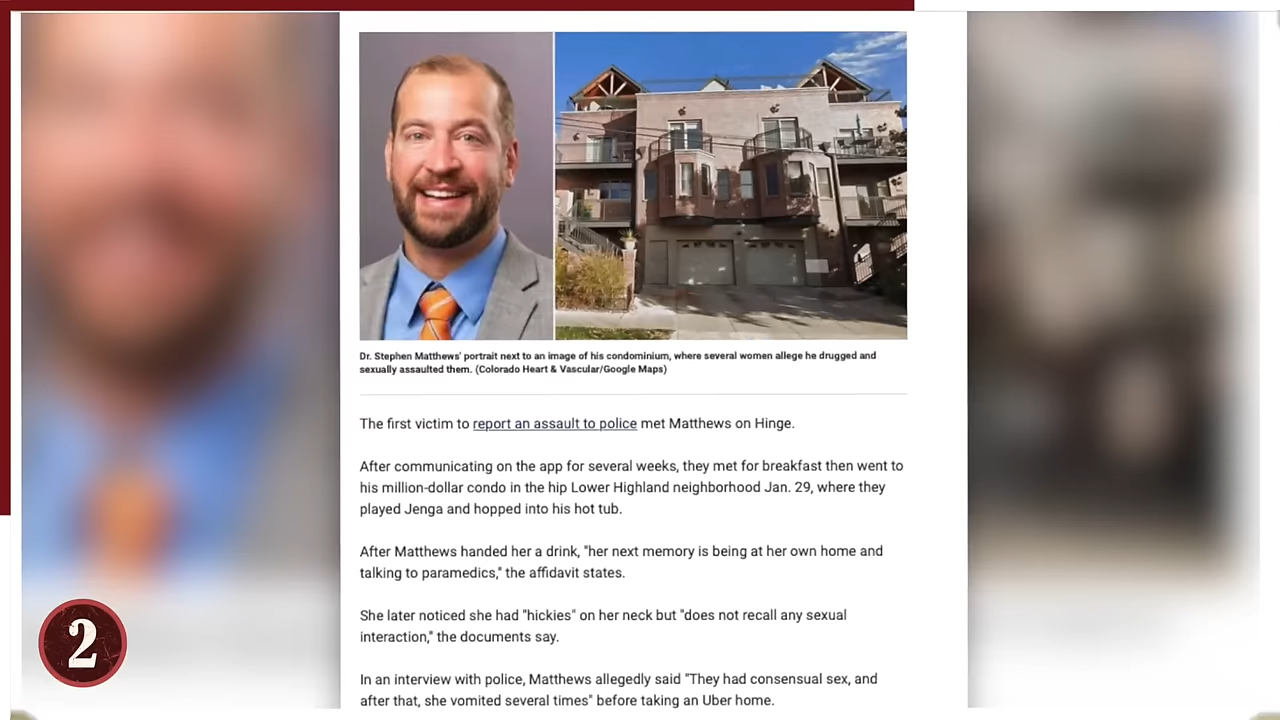 Dr. Stephen Matthews' portrait next to an image of his condominium, where several women allege he drugged and
sexually assaulted them. (Colorado Heart & Vascular/Google Maps)
The first victim to report an assault to police met Matthews on Hinge.
After communicating on the app for several weeks, they met for breakfast then went to
his million-dollar condo in the hip Lower Highland neighborhood Jan. 29, where they
played Jenga and hopped into his hot tub.
After Matthews handed her a drink, "her next memory is being at her own home and
talking to paramedics," the affidavit states.
She later noticed she had "hickies" on her neck but "does not recall any sexual
interaction," the documents say.
In an interview with police, Matthews allegedly said "They had consensual sex, and
after that, she vomited several times" before taking an Uber home.
2